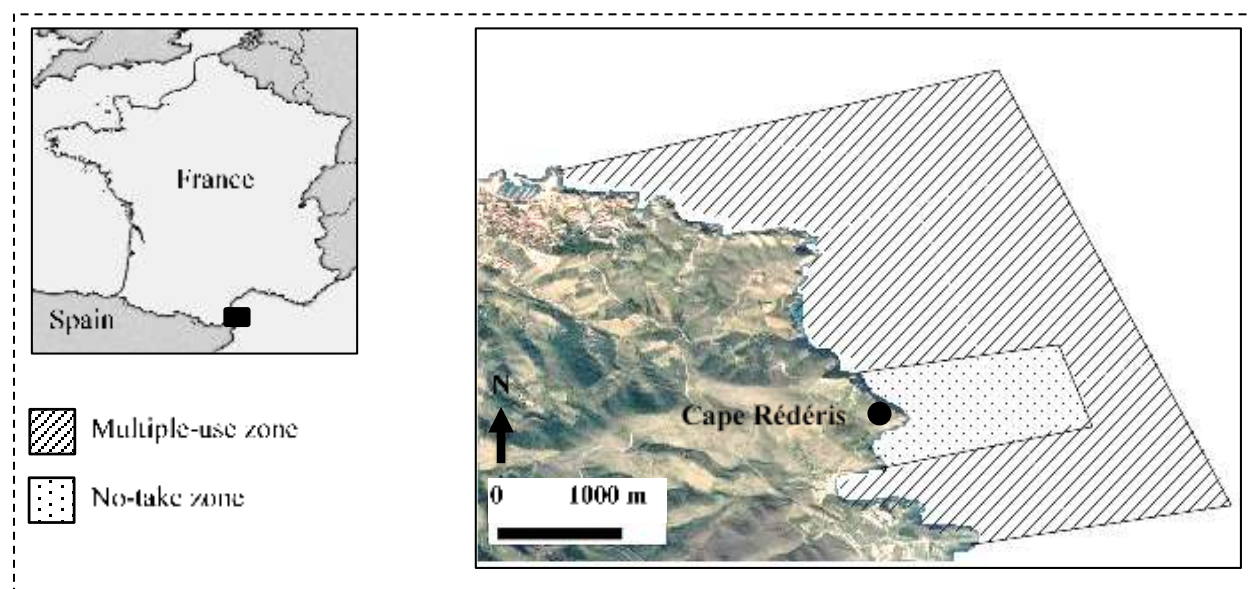 France
Spain
Multiple-use zone
No-take zone
N
Cape Rédéris
0 1000 m